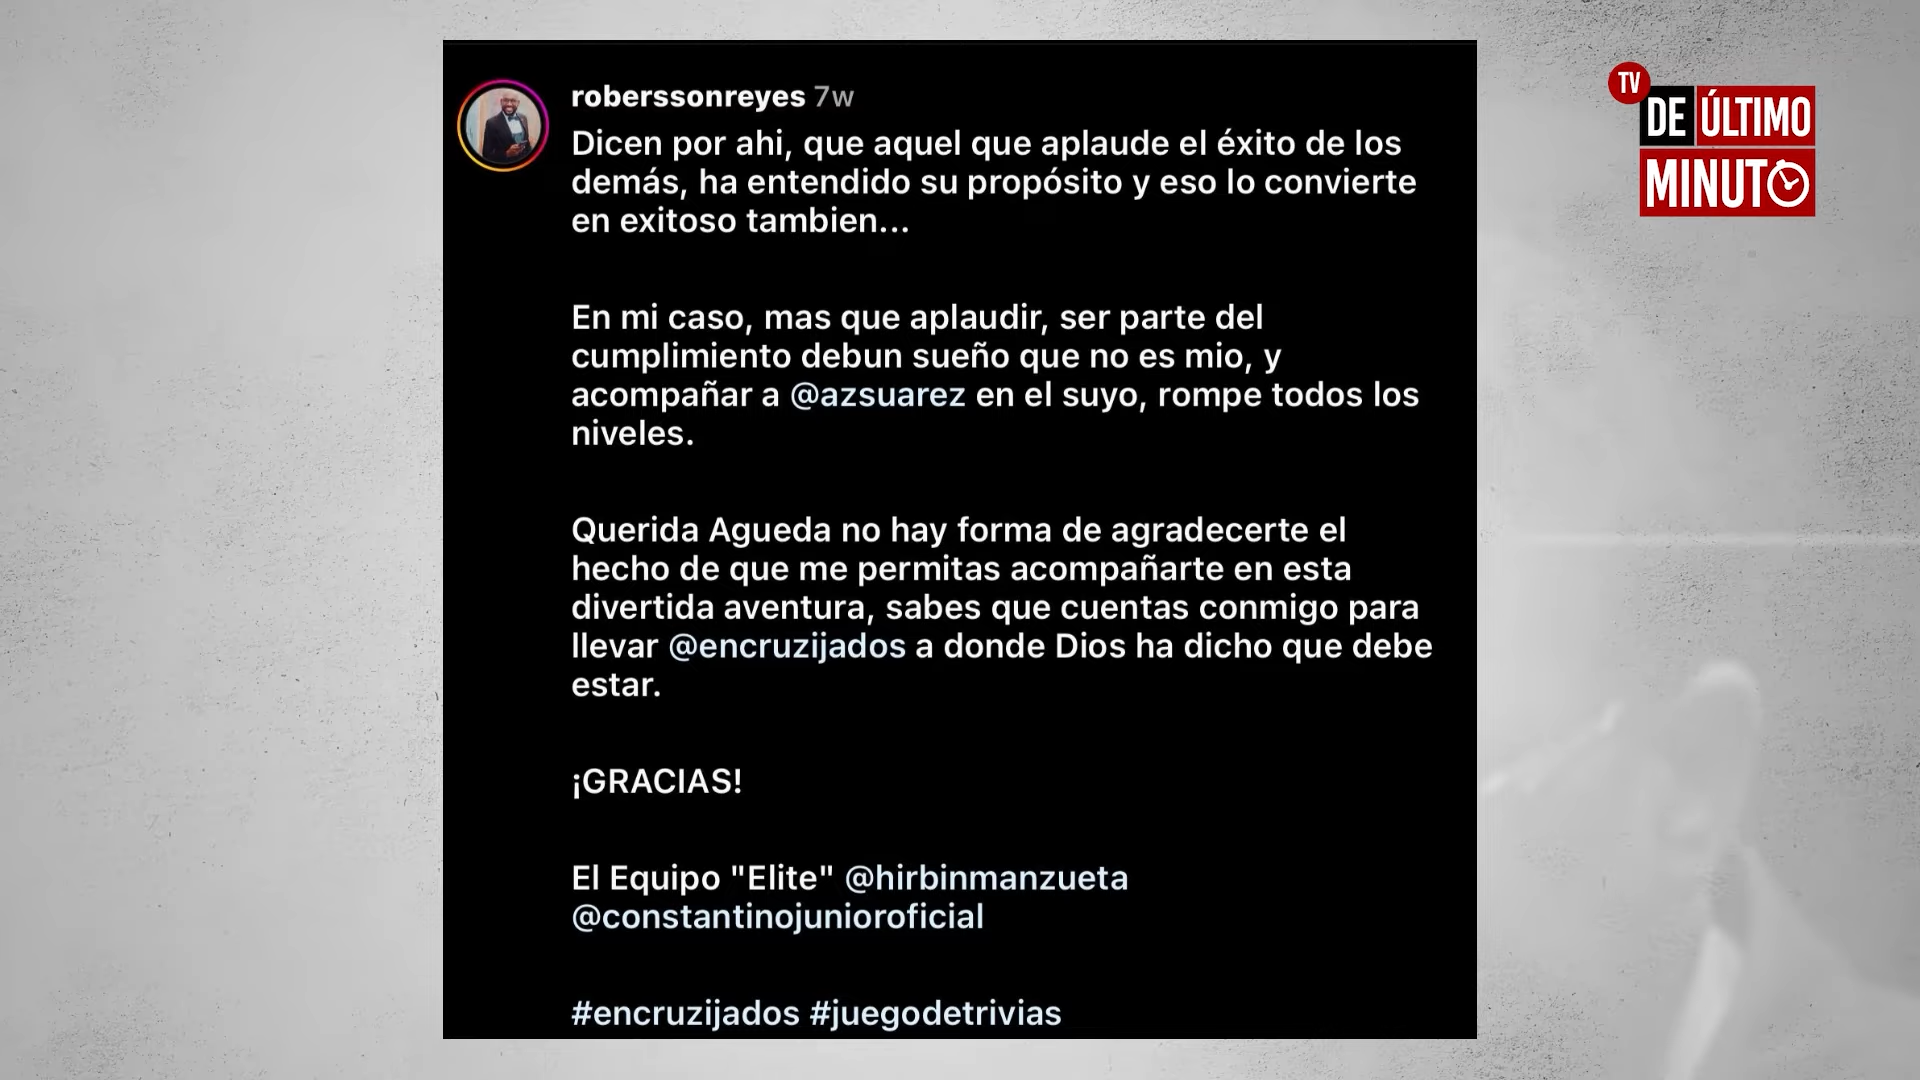 roberssonreyes 7w
Dicen por ahi, que aquel que aplaude el éxito de los
demás, ha entendido su propósito y eso lo convierte
en exitoso tambien...
En mi caso, mas que aplaudir, ser parte del
cumplimiento debun sueño que no es mio, y
acompañar a @azsuarez en el suyo, rompe todos los
niveles.
Querida Agueda no hay forma de agradecerte el
hecho de que me permitas acompañarte en esta
divertida aventura, sabes que cuentas conmigo para
llevar @encruzijados a donde Dios ha dicho que debe
estar.
¡GRACIAS!
El Equipo "Elite" @hirbinmanzueta
@constantinojunioroficial
#encruzijados #juegodetrivias
TV
DE ÚLTIMO
MINUTO